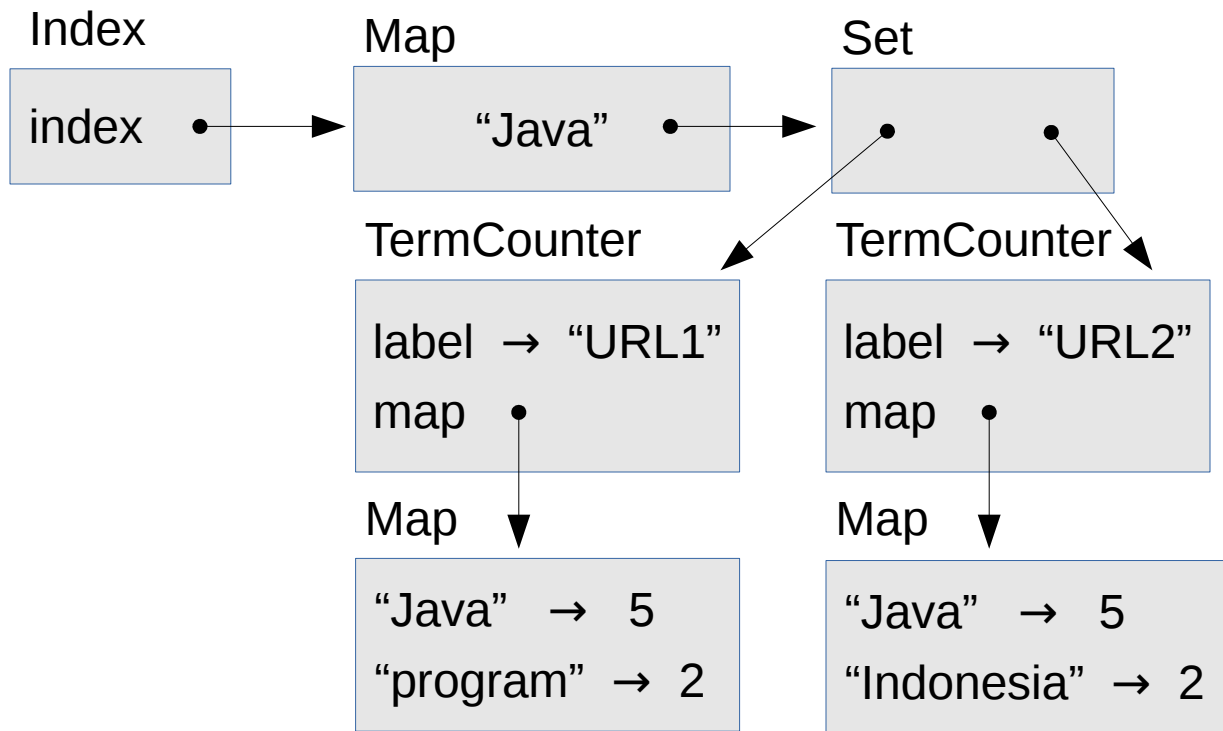 Index
Map
Set
index
“Java”
TermCounter
TermCounter
label → “URL1”
map
label → “URL2”
map
Map
Map
“Java” → 5
“program” → 2
“Java” → 5
“Indonesia” → 2